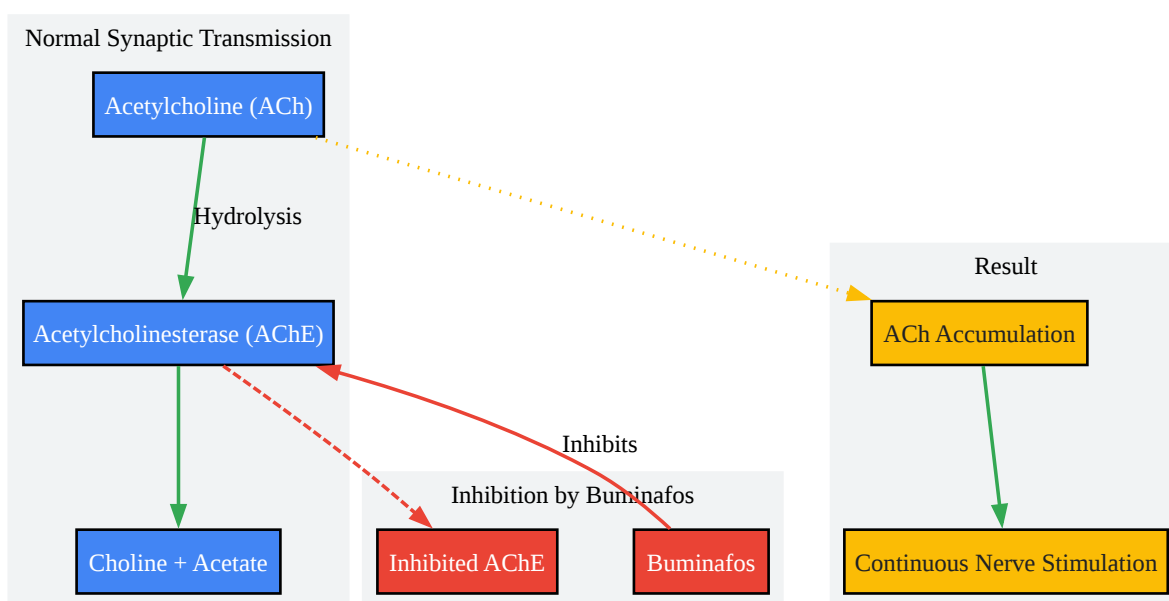 Normal Synaptic Transmission
Acetylcholine (ACh)
Hydrolysis
Result
Acetylcholinesterase (AChE)
ACh Accumulation
Inhibits
Inhibition by Buminafos
Choline + Acetate
Inhibited AChE
Buminafos
Continuous Nerve Stimulation